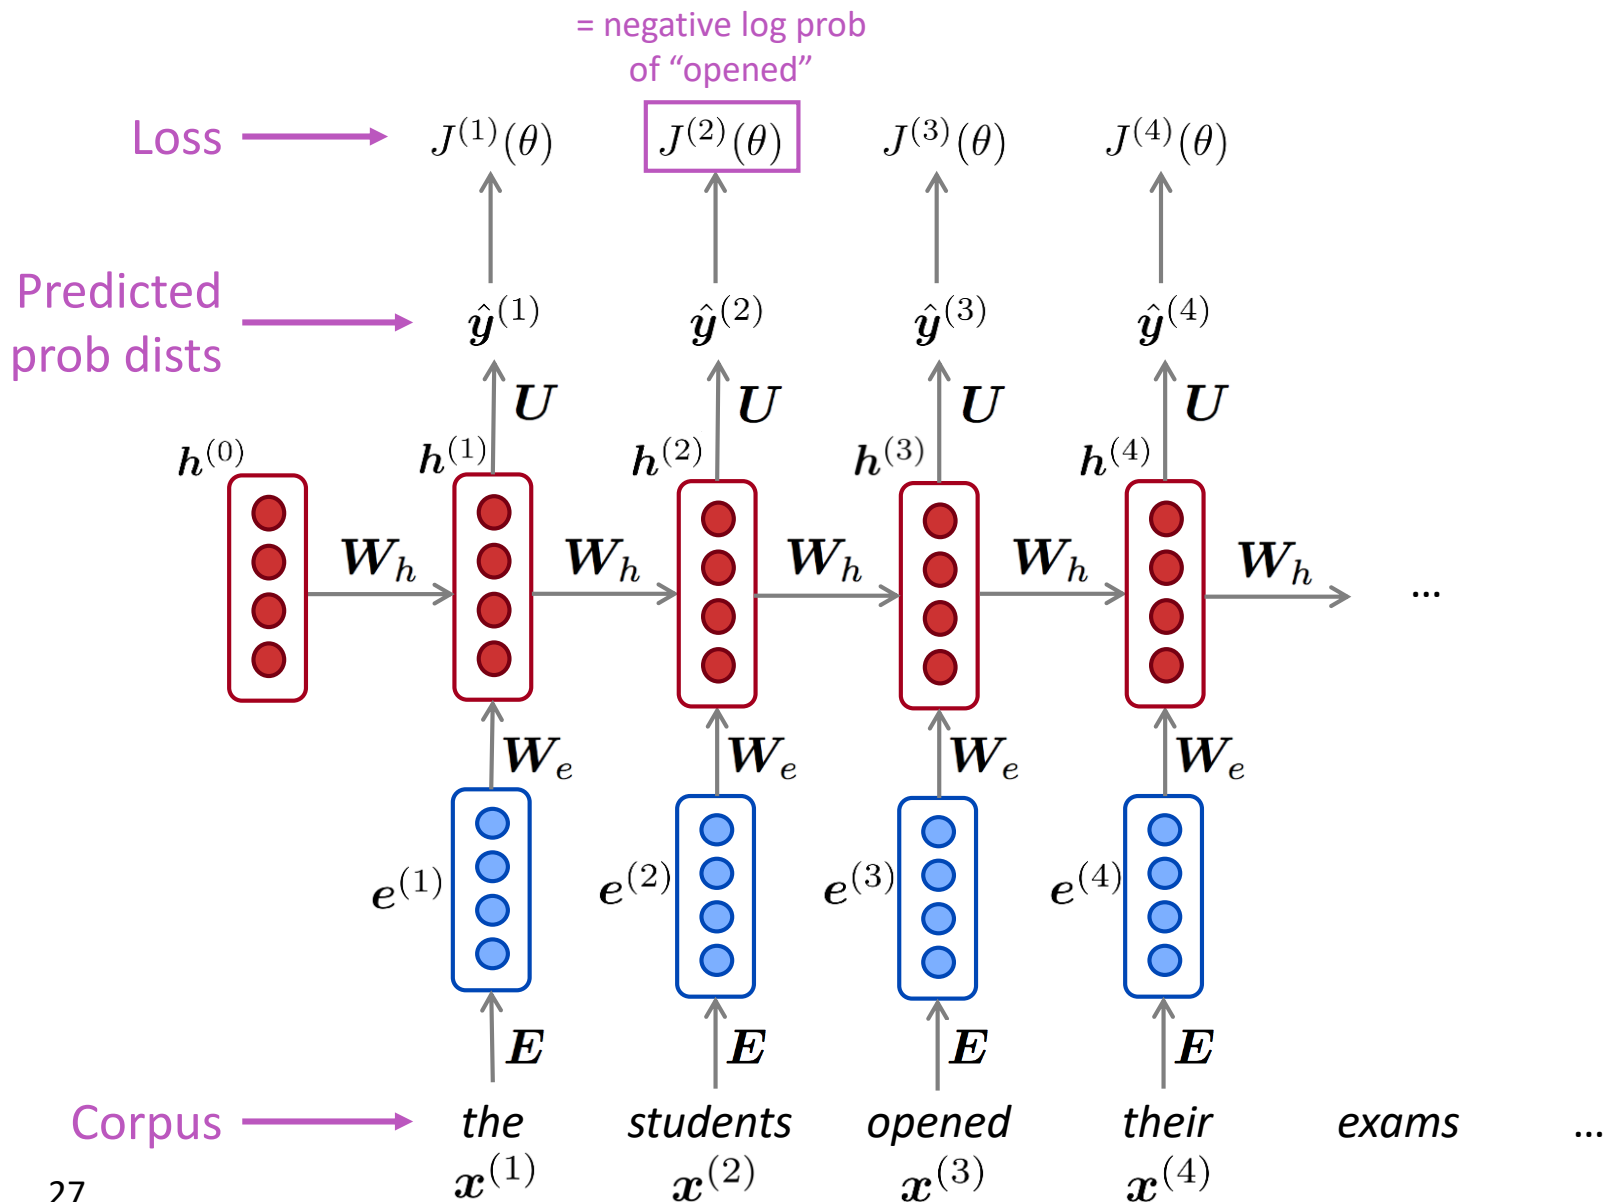 = negative log prob
of “opened”
Loss J⁽¹⁾(θ) J⁽²⁾(θ) J⁽³⁾(θ) J⁽⁴⁾(θ)
Predicted
prob dists
ŷ⁽¹⁾ ŷ⁽²⁾ ŷ⁽³⁾ ŷ⁽⁴⁾
U U U U
h⁽⁰⁾ h⁽¹⁾ h⁽²⁾ h⁽³⁾ h⁽⁴⁾
W_h W_h W_h W_h W_h ...
W_e W_e W_e W_e
e⁽¹⁾ e⁽²⁾ e⁽³⁾ e⁽⁴⁾
E E E E
Corpus the students opened their exams ...
x⁽¹⁾ x⁽²⁾ x⁽³⁾ x⁽⁴⁾
27